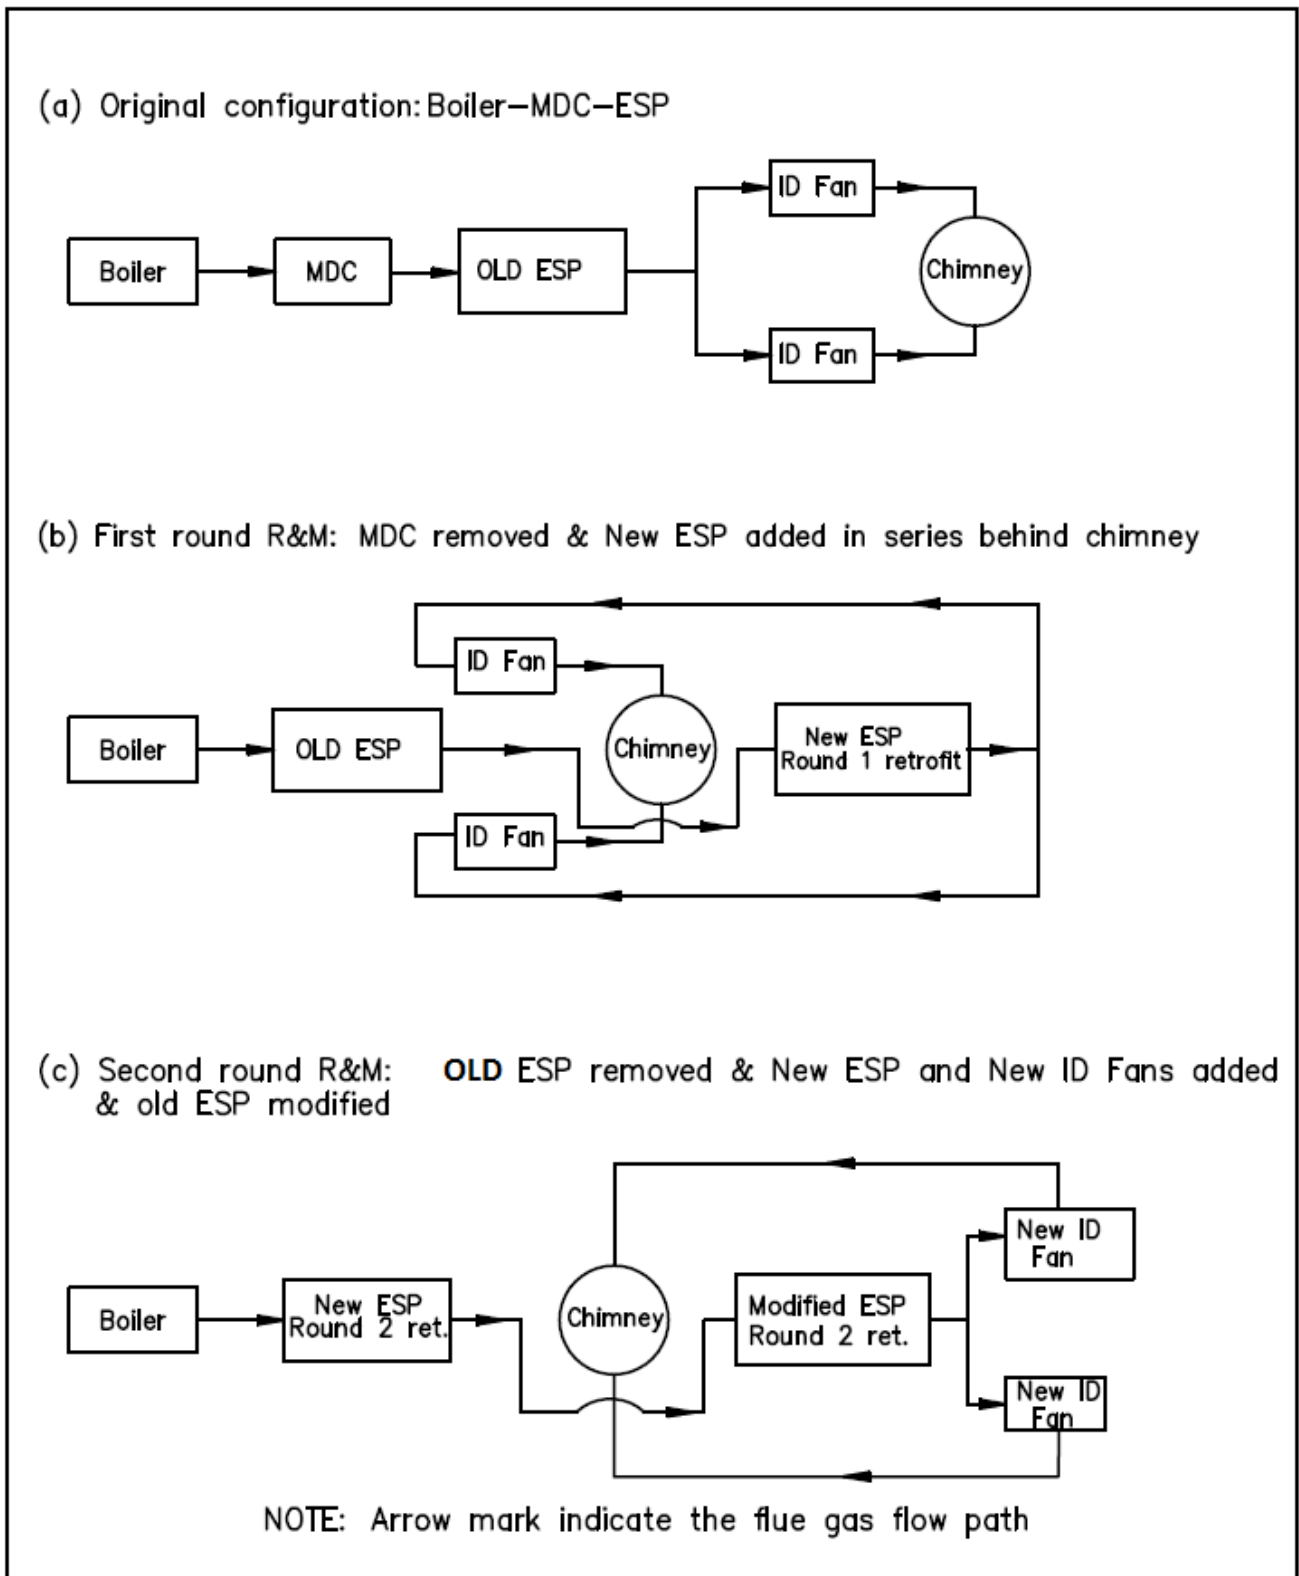 (a) Original configuration: Boiler-MDC-ESP
ID Fan
Boiler
MDC
OLD ESP
Chimney
ID Fan
(b) First round R&M: MDC removed & New ESP added in series behind chimney
ID Fan
Boiler
OLD ESP
Chimney
New ESP
Round 1 retrofit
ID Fan
(c) Second round R&M: OLD ESP removed & New ESP and New ID Fans added
& old ESP modified
New ID
Fan
Boiler
New ESP
Round 2 ret.
Chimney
Modified ESP
Round 2 ret.
New ID
Fan
NOTE: Arrow mark indicate the flue gas flow path